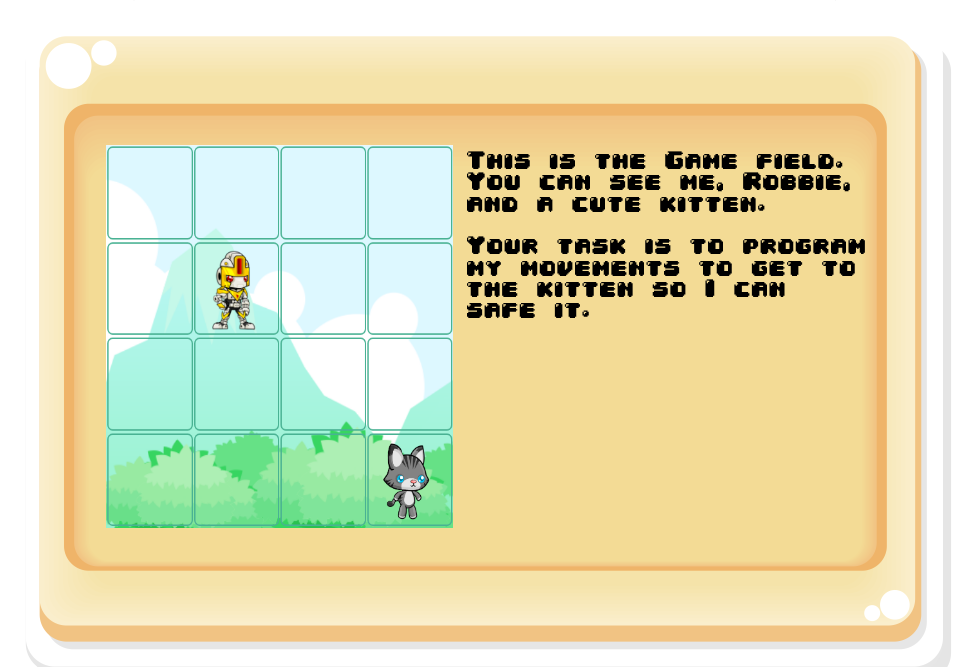 This is the Game field.
You can see me, Robbie,
and a cute kitten.
Your task is to program
my movements to get to
the kitten so I can
safe it.